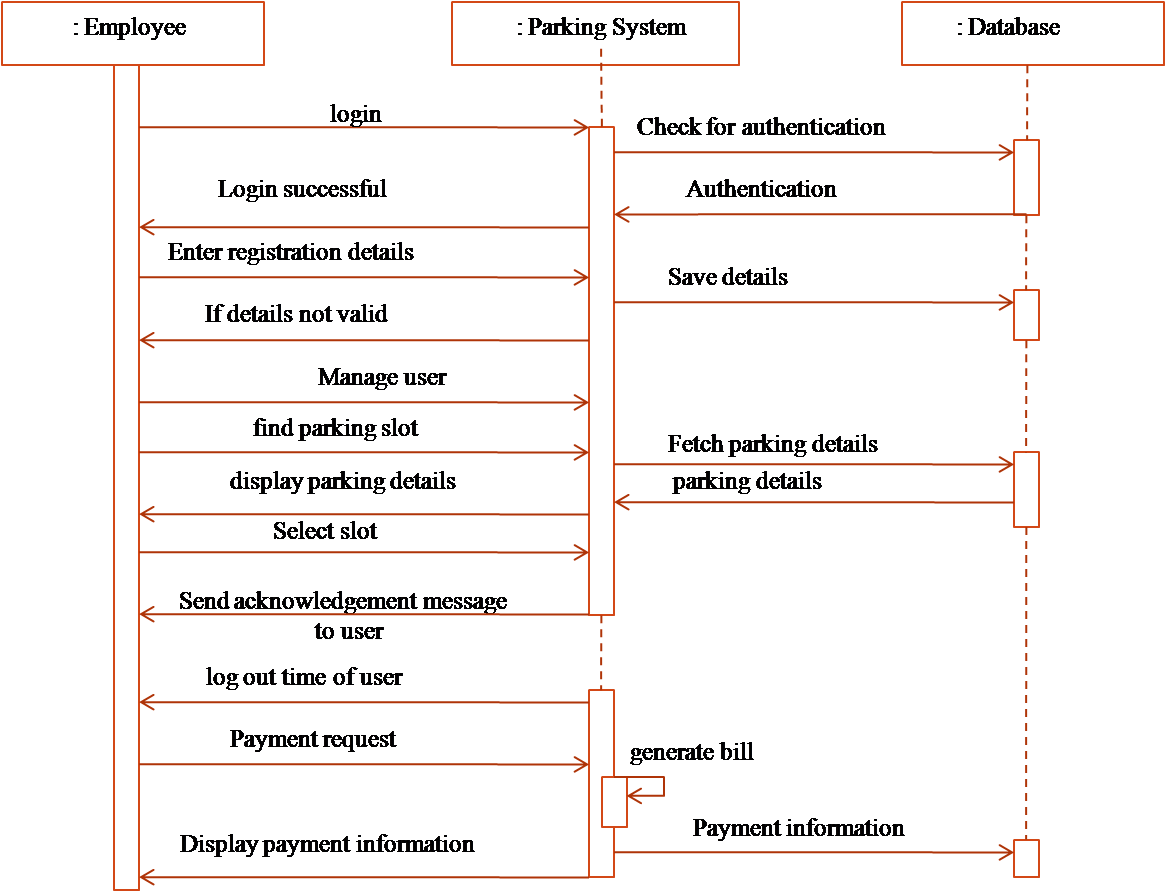 : Employee
: Parking System
: Database
login
Check for authentication
Login successful
Authentication
Enter registration details
Save details
If details not valid
Manage user
find parking slot
Fetch parking details
display parking details
parking details
Select slot
Send acknowledgement message
to user
log out time of user
Payment request
generate bill
Payment information
Display payment information